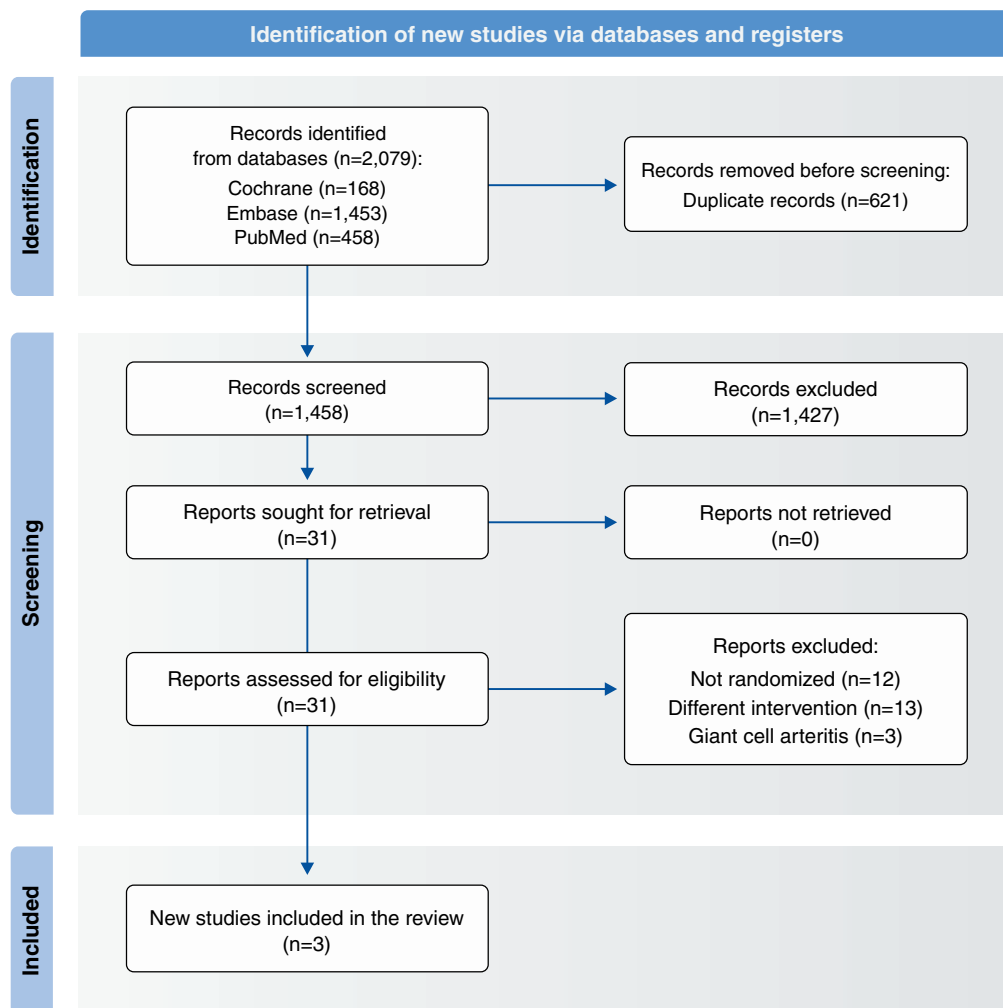 Identification of new studies via databases and registers
Identification
Records identified
from databases (n=2,079):
Cochrane (n=168)
Embase (n=1,453)
PubMed (n=458)
Records removed before screening:
Duplicate records (n=621)
Screening
Records screened
(n=1,458)
Records excluded
(n=1,427)
Reports sought for retrieval
(n=31)
Reports not retrieved
(n=0)
Reports assessed for eligibility
(n=31)
Reports excluded:
Not randomized (n=12)
Different intervention (n=13)
Giant cell arteritis (n=3)
Included
New studies included in the review
(n=3)